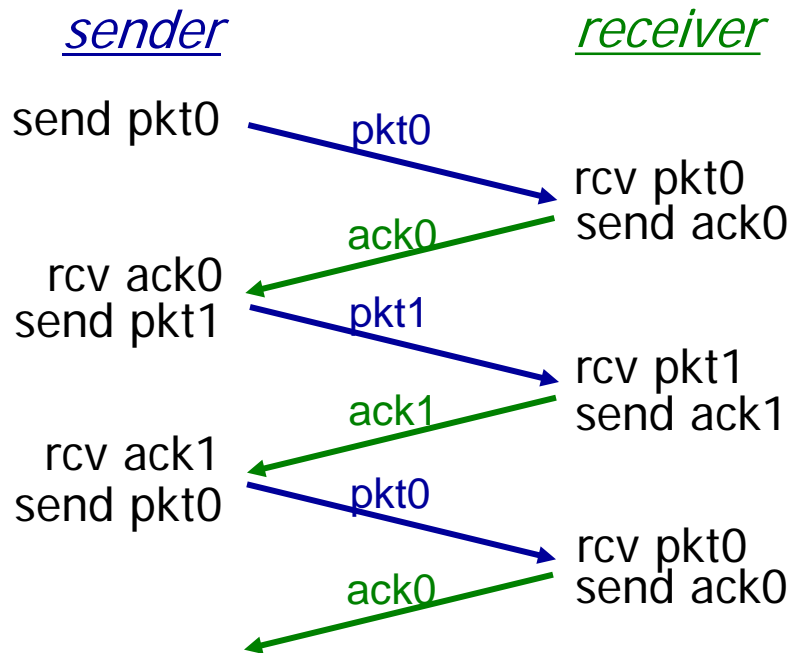 sender
receiver
send pkt0
pkt0
rcv pkt0
send ack0
ack0
rcv ack0
send pkt1
pkt1
rcv pkt1
send ack1
ack1
rcv ack1
send pkt0
pkt0
rcv pkt0
send ack0
ack0